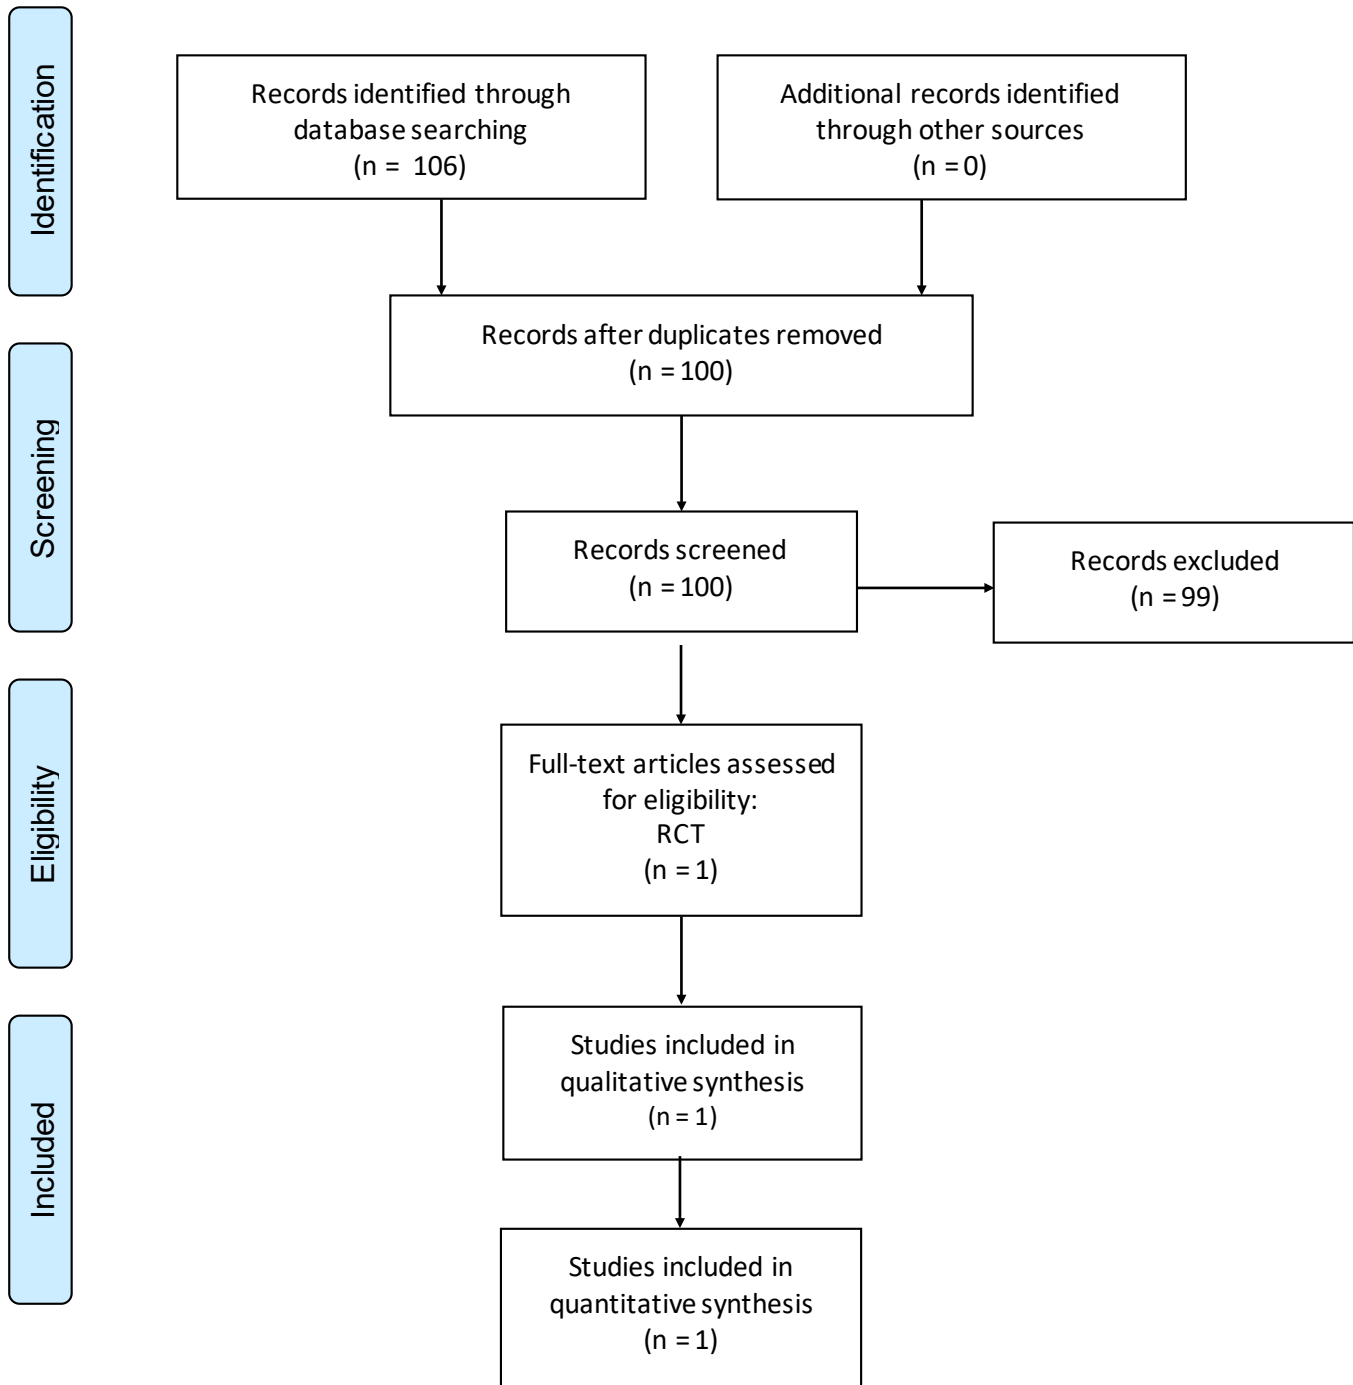 Identification
Records identified through
database searching
(n = 106)
Additional records identified
through other sources
(n = 0)
Records after duplicates removed
(n = 100)
Screening
Records screened
(n = 100)
Records excluded
(n = 99)
Eligibility
Full-text articles assessed
for eligibility:
RCT
(n = 1)
Included
Studies included in
qualitative synthesis
(n = 1)
Studies included in
quantitative synthesis
(n = 1)